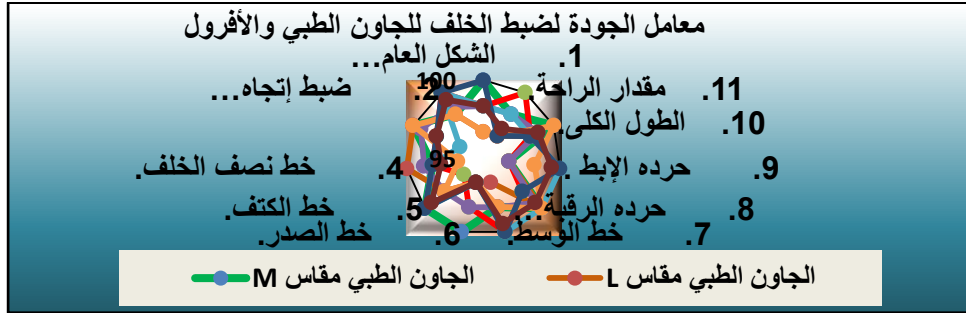 معامل الجودة لضبط الخلف للجاون الطبي والأفرول
1. الشكل العام...
2. ضبط إتجاه...
4. خط نصف الخلف.
5. خط الكتف.
6. خط الصدر.
7. خط الوسط.
8. حرده الرقبة...
9. حرده الإبط.
10. الطول الكلى.
11. مقدار الراحة.
100
95
الجاون الطبي مقاس M
الجاون الطبي مقاس L